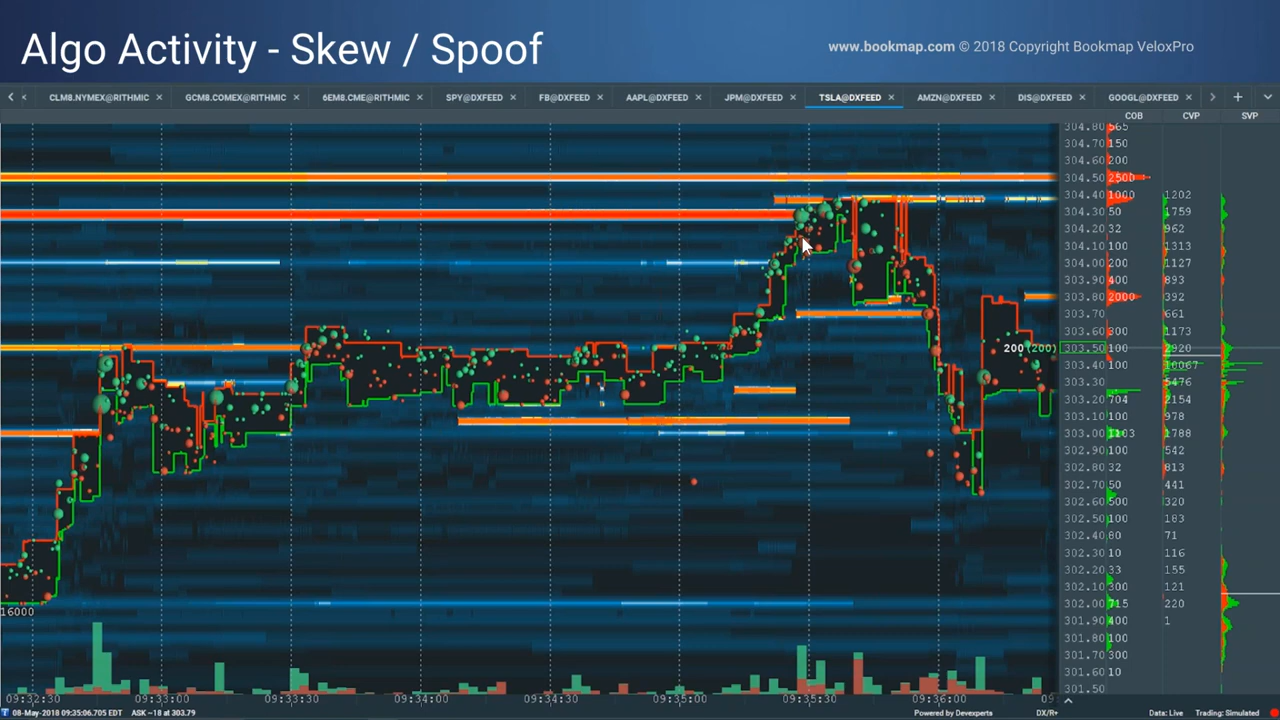 Algo Activity - Skew / Spoof
www.bookmap.com © 2018 Copyright Bookmap VeloxPro
CLM8.NYMEX@RITHMIC × GCM8.COMEX@RITHMIC × 6EM8.CME@RITHMIC × SPY@DXFEED × FB@DXFEED × AAPL@DXFEED × JPM@DXFEED × TSLA@DXFEED × AMZN@DXFEED × DIS@DXFEED × GOOGL@DXFEED ×
COB CVP SVP
304.80 565
304.70 150
304.60 200
304.50 2500
304.40 1000 1202
304.30 50 1759
304.20 32 962
304.10 100 1313
304.00 200 1127
303.90 400 893
303.80 2000 392
303.70 661
303.60 1173
200 (200) 303.50 100
303.40 100
303.30 5476
303.20 704 2154
303.10 100 978
303.00 1788
302.90 100 542
302.80 32 813
302.70 50 441
302.60 500 320
302.50 100 183
302.40 80 71
302.30 10 116
302.20 33 155
302.10 300 121
302.00 715 220
16000
301.90 400 1
301.80 100
301.70 300
301.60 10
301.50
09:32:30 09:33:00 09:33:30 09:34:00 09:34:30 09:35:00 09:35:30 09:36:00
08-May-2018 09:35:06.705 EDT ASK ~18 at 303.79 Powered by Devexperts DX/R+ Data: Live Trading: Simulated